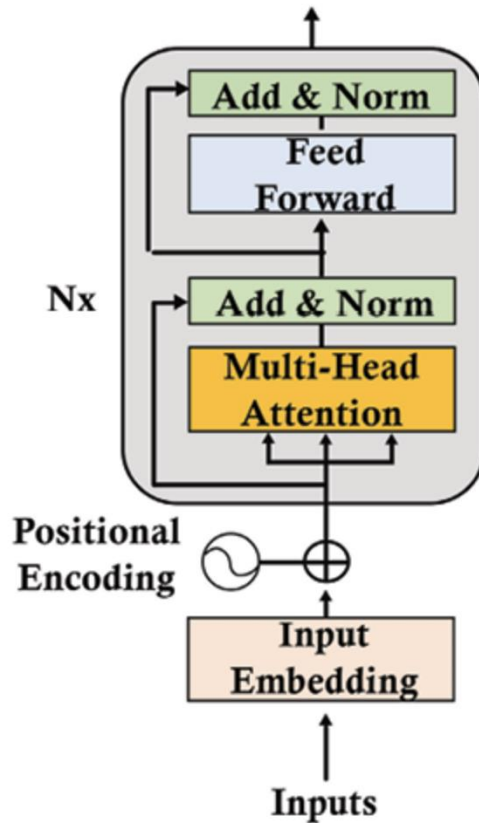 Add & Norm
Feed
Forward
Nx
Add & Norm
Multi-Head
Attention
Positional
Encoding
Input
Embedding
Inputs